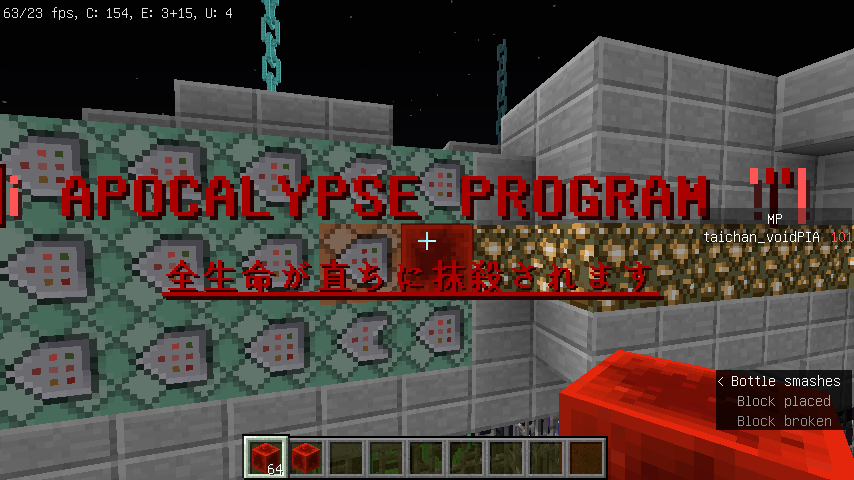 63/23 fps, C: 154, E: 3+15, U: 4
APOCALYPSE PROGRAM
MP
taichan_voidPIA 101
全生命が直ちに抹殺されます
< Bottle smashes
Block placed
Block broken
64